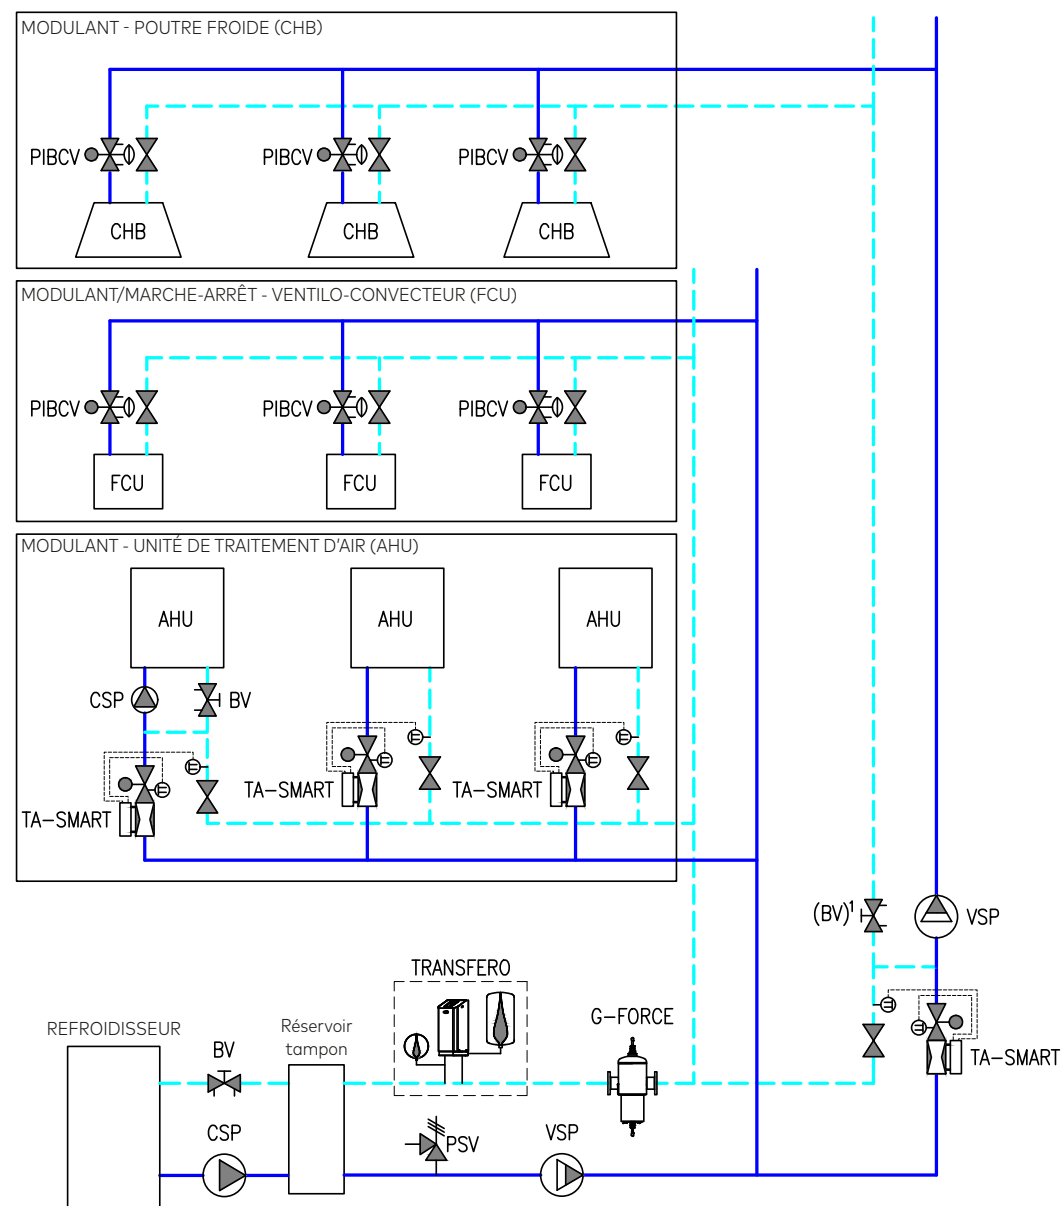 MODULANT - POUTRE FROIDE (CHB)
PIBCV PIBCV PIBCV
CHB CHB CHB
MODULANT/MARCHE-ARRÊT - VENTILO-CONVECTEUR (FCU)
PIBCV PIBCV PIBCV
FCU FCU FCU
MODULANT - UNITÉ DE TRAITEMENT D'AIR (AHU)
AHU AHU AHU
CSP BV
TA-SMART TA-SMART
TA-SMART
(BV)¹ VSP
TRANSFERO
G-FORCE
REFROIDISSEUR
Réservoir
tampon
BV
TA-SMART
CSP
PSV
VSP